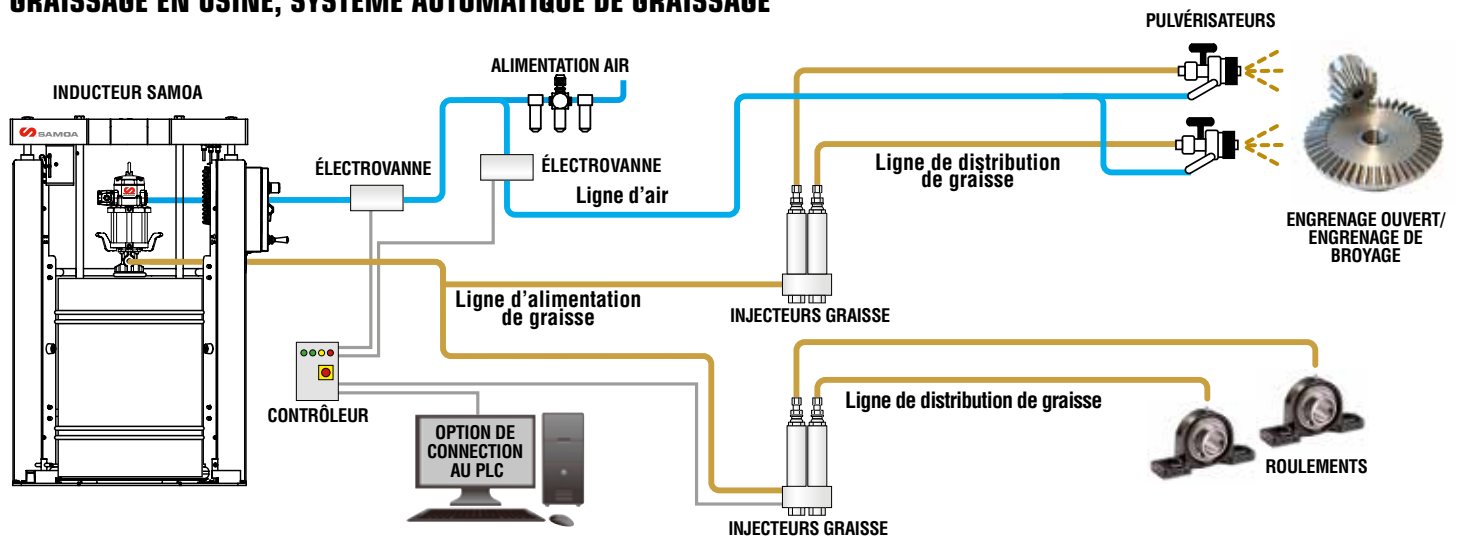 GRAISSAGE EN USINE, SYSTÈME AUTOMATIQUE DE GRAISSAGE
PULVÉRISATEURS
ALIMENTATION AIR
INDUCTEUR SAMOA
SAMOA
ÉLECTROVANNE
ÉLECTROVANNE
Ligne d'air
Ligne de distribution
de graisse
ENGRENAGE OUVERT/
ENGRENAGE DE
BROYAGE
Ligne d'alimentation
de graisse
INJECTEURS GRAISSE
CONTRÔLEUR
OPTION DE
CONNECTION
AU PLC
Ligne de distribution de graisse
ROULEMENTS
INJECTEURS GRAISSE